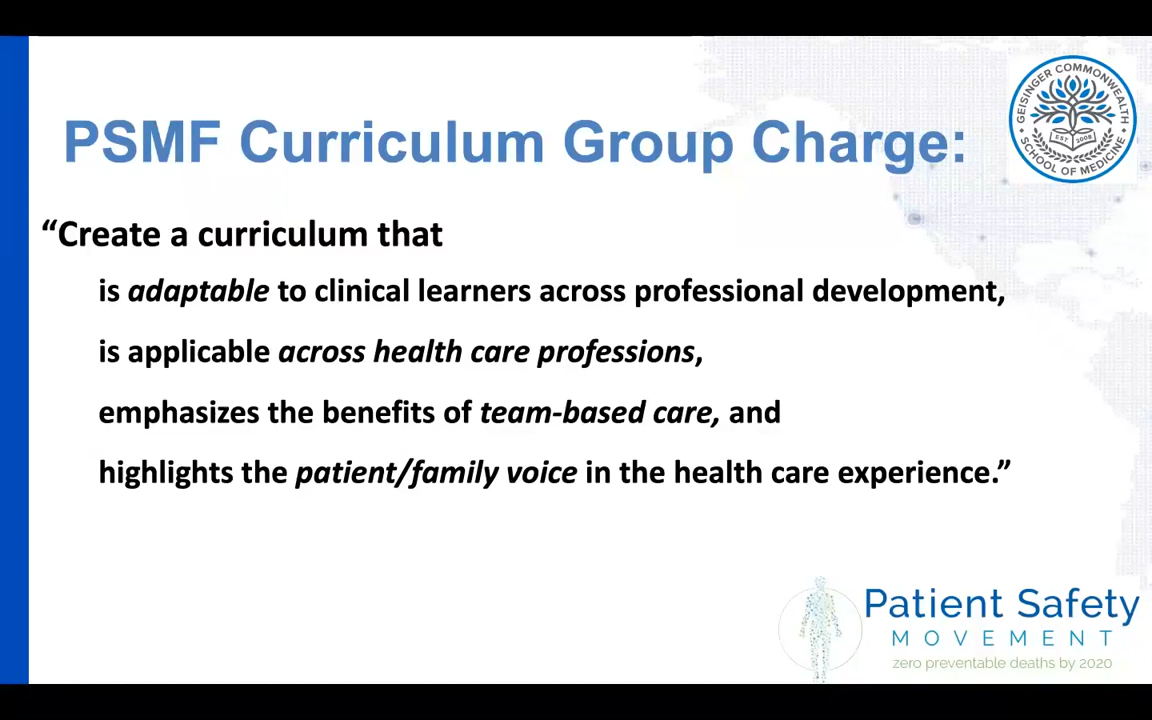 GEISINGER COMMONWEALTH
EST. 2008
SCHOOL OF MEDICINE
PSMF Curriculum Group Charge:
“Create a curriculum that
is adaptable to clinical learners across professional development,
is applicable across health care professions,
emphasizes the benefits of team-based care, and
highlights the patient/family voice in the health care experience.”
Patient Safety
MOVEMENT
zero preventable deaths by 2020